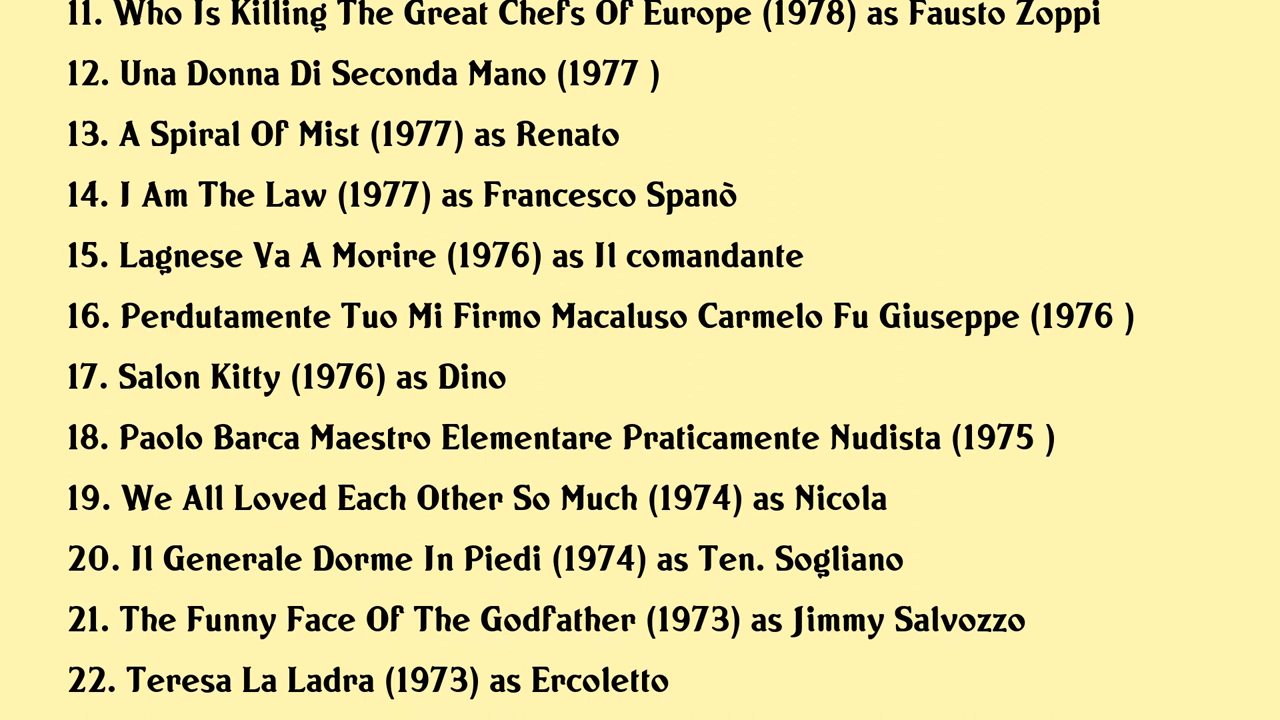 11. Who Is Killing The Great Chefs Of Europe (1978) as Fausto Zoppi
12. Una Donna Di Seconda Mano (1977 )
13. A Spiral Of Mist (1977) as Renato
14. I Am The Law (1977) as Francesco Spanò
15. Lagnese Va A Morire (1976) as Il comandante
16. Perdutamente Tuo Mi Firmo Macaluso Carmelo Fu Giuseppe (1976 )
17. Salon Kitty (1976) as Dino
18. Paolo Barca Maestro Elementare Praticamente Nudista (1975 )
19. We All Loved Each Other So Much (1974) as Nicola
20. Il Generale Dorme In Piedi (1974) as Ten. Sogliano
21. The Funny Face Of The Godfather (1973) as Jimmy Salvozzo
22. Teresa La Ladra (1973) as Ercoletto